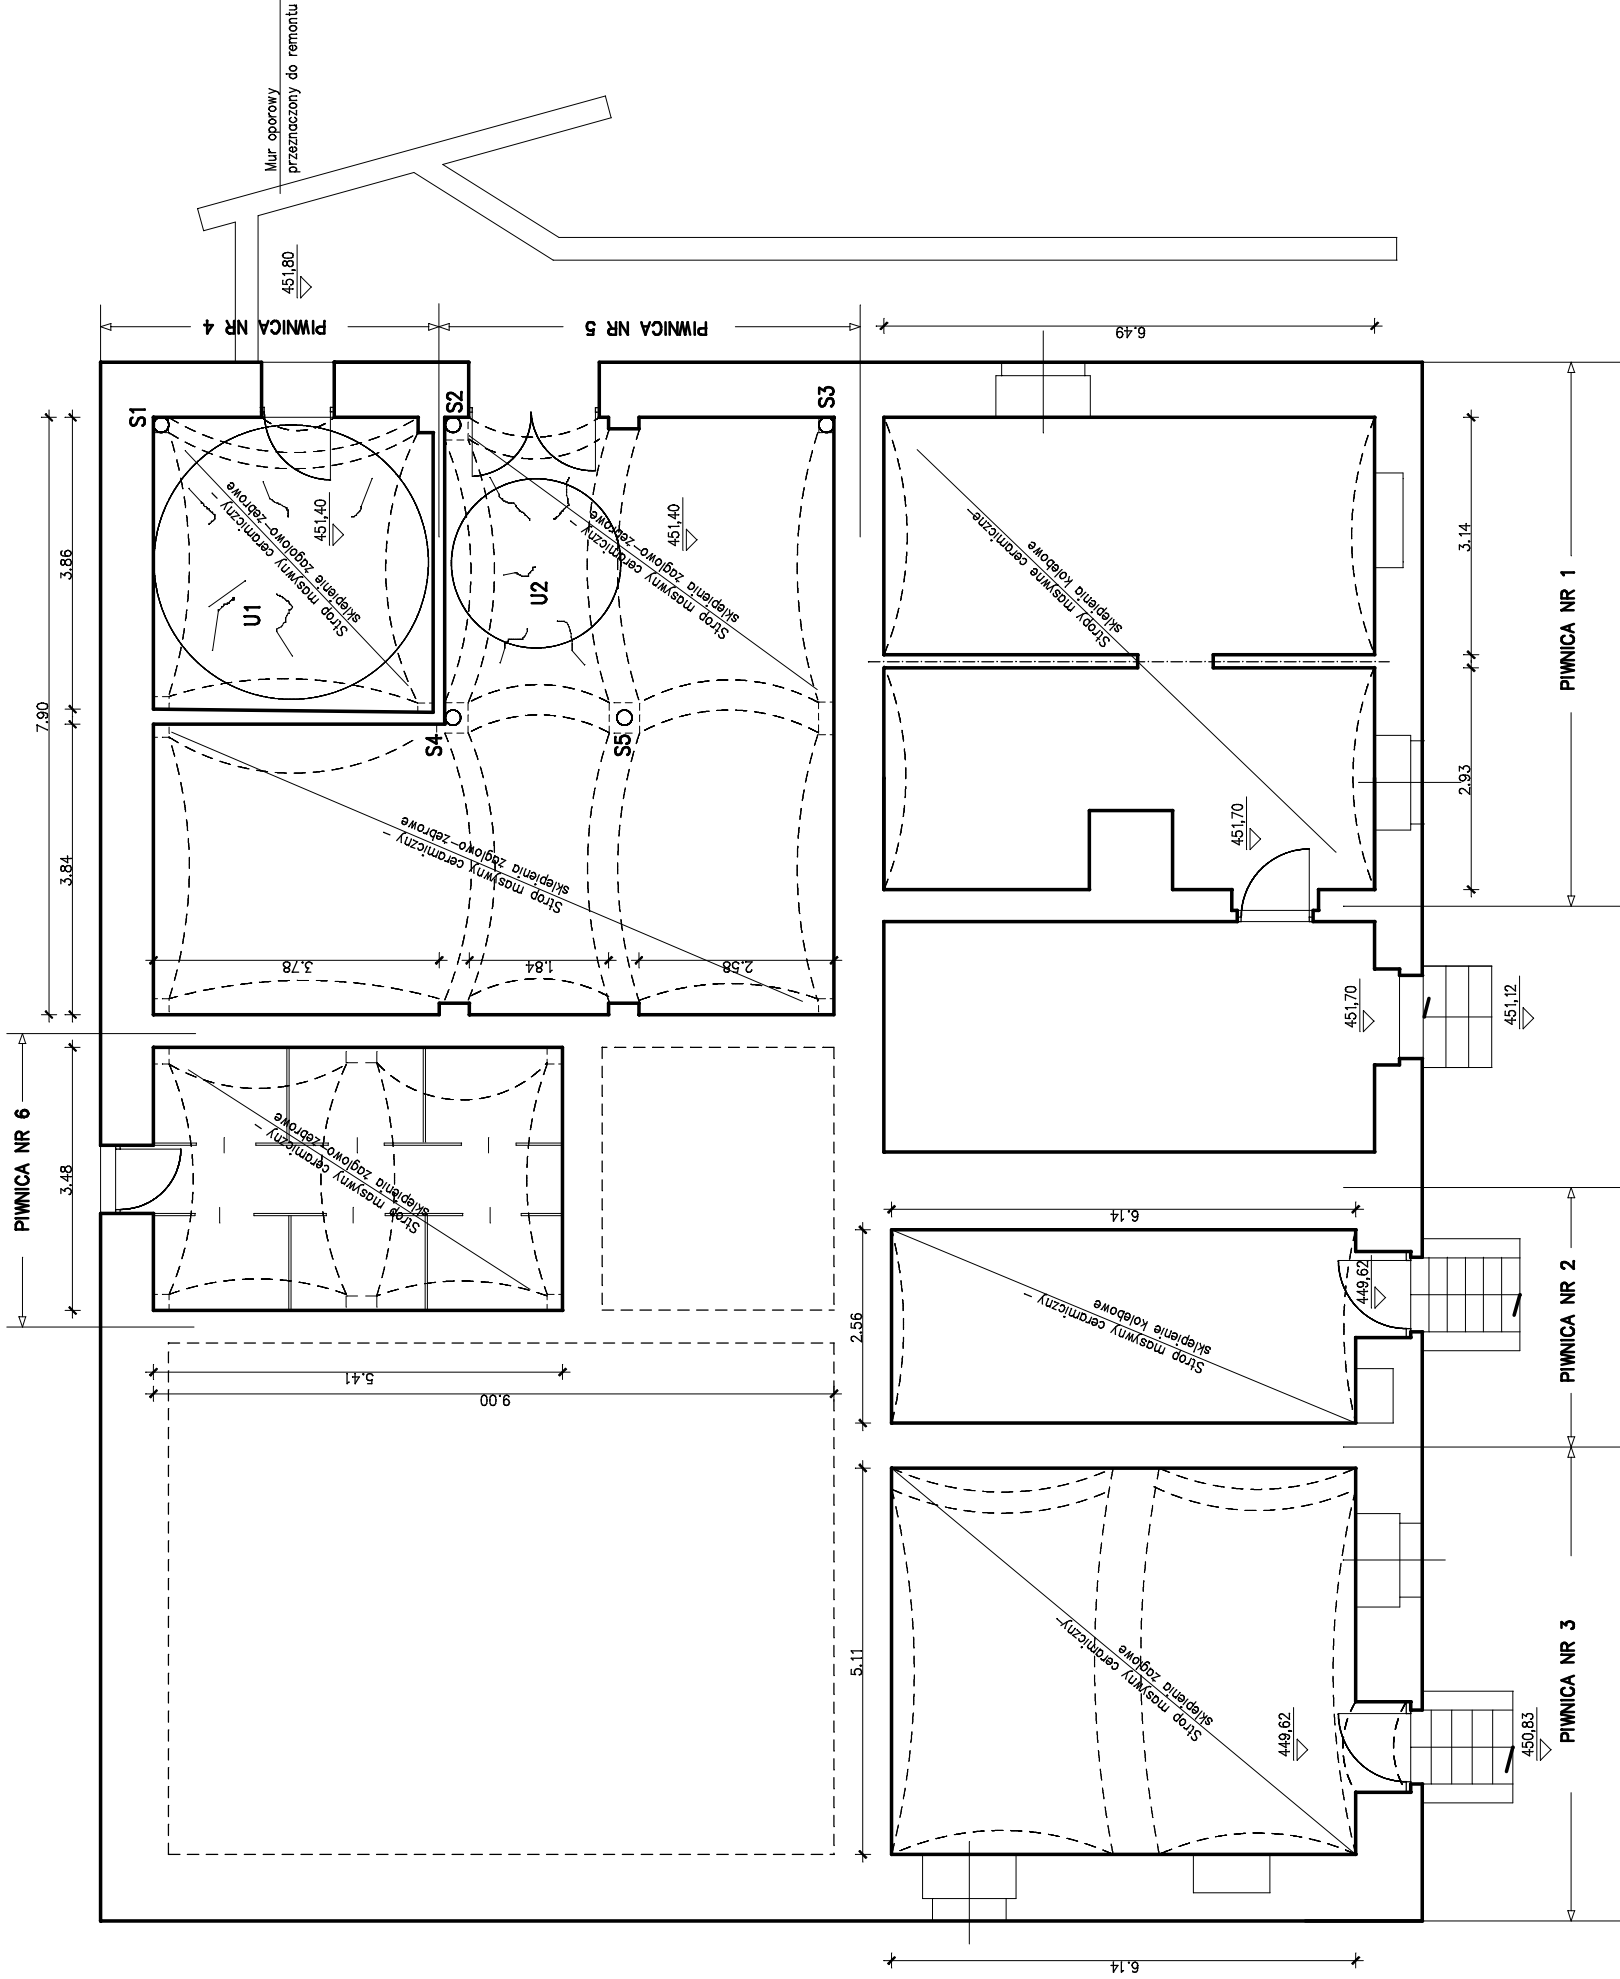 Mur oporowy
przeznaczony do remontu
451,80
PIWNICA NR 4
PIWNICA NR 5
6.49
S1
S2
S3
7.90
3.86
3.84
U1
451,40
Strop masywny ceramiczny –
sklepienie żaglowo–żebrowe
U2
451,40
Strop masywny ceramiczny –
sklepienia żaglowo–żebrowe
S4
S5
Strop masywny ceramiczny –
sklepienia żaglowo–żebrowe
3.78
1.84
2.58
Stropy masywne ceramiczne–
sklepienia kolebowe
3.14
2.93
PIWNICA NR 1
451,70
451,70
451,12
PIWNICA NR 6
3.48
Strop masywny ceramiczny –
sklepienia żaglowo–żebrowe
5.41
9.00
6.14
2.56
Strop masywny ceramiczny –
sklepienie kolebowe
449,62
PIWNICA NR 2
5.11
Strop masywny ceramiczny–
sklepienia żaglowe
449,62
450,83
PIWNICA NR 3
6.14